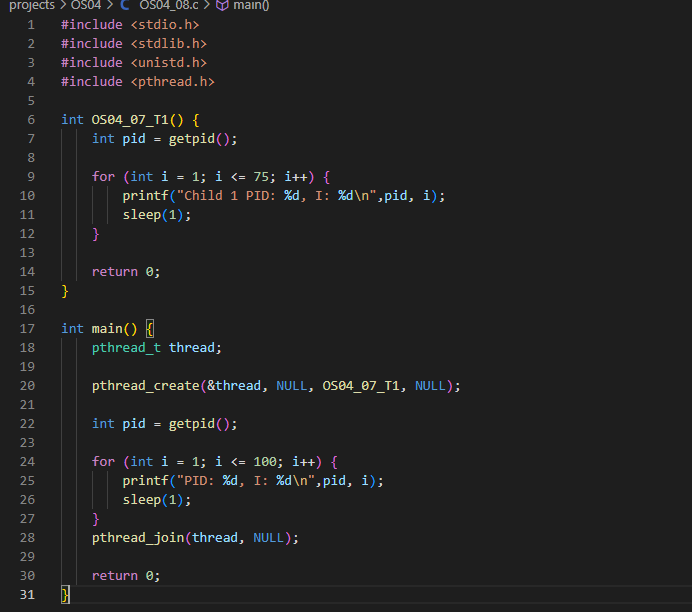 projects > OS04 > C OS04_08.c > main()
1 #include <stdio.h>
2 #include <stdlib.h>
3 #include <unistd.h>
4 #include <pthread.h>
5
6 int OS04_07_T1() {
7     int pid = getpid();
8
9     for (int i = 1; i <= 75; i++) {
10         printf("Child 1 PID: %d, I: %d\n",pid, i);
11         sleep(1);
12     }
13
14     return 0;
15 }
16
17 int main() {
18     pthread_t thread;
19
20     pthread_create(&thread, NULL, OS04_07_T1, NULL);
21
22     int pid = getpid();
23
24     for (int i = 1; i <= 100; i++) {
25         printf("PID: %d, I: %d\n",pid, i);
26         sleep(1);
27     }
28     pthread_join(thread, NULL);
29
30     return 0;
31 }